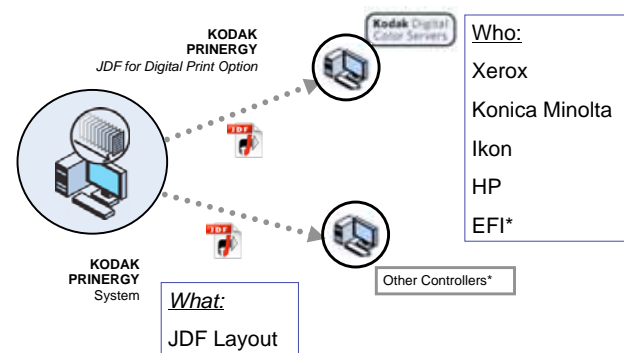 KODAK
PRINERGY
JDF for Digital Print Option
Kodak Digital
Color Servers
Who:
Xerox
Konica Minolta
Ikon
HP
EFI*
JDF
JDF
KODAK
PRINERGY
System
Other Controllers*
What:
JDF Layout